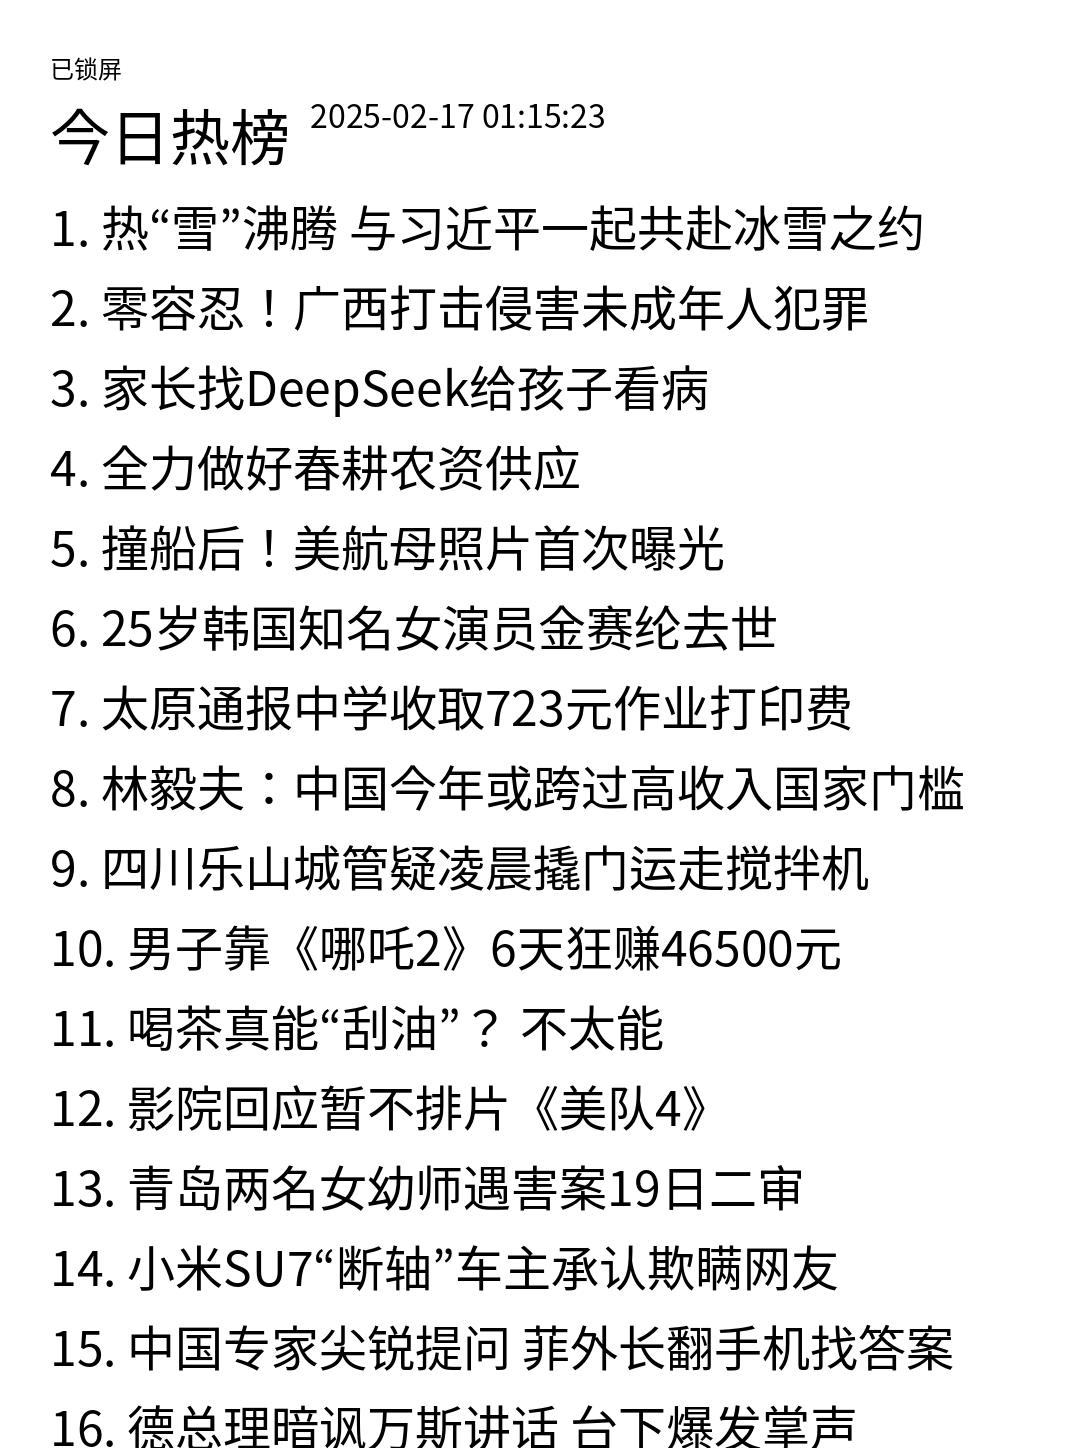 已锁屏
今日热榜 2025-02-17 01:15:23
1. 热“雪”沸腾 与习近平一起共赴冰雪之约
2. 零容忍！广西打击侵害未成年人犯罪
3. 家长找DeepSeek给孩子看病
4. 全力做好春耕农资供应
5. 撞船后！美航母照片首次曝光
6. 25岁韩国知名女演员金赛纶去世
7. 太原通报中学收取723元作业打印费
8. 林毅夫：中国今年或跨过高收入国家门槛
9. 四川乐山城管疑凌晨撬门运走搅拌机
10. 男子靠《哪吒2》6天狂赚46500元
11. 喝茶真能“刮油”？ 不太能
12. 影院回应暂不排片《美队4》
13. 青岛两名女幼师遇害案19日二审
14. 小米SU7“断轴”车主承认欺瞒网友
15. 中国专家尖锐提问 菲外长翻手机找答案
16. 德总理暗讽万斯讲话 台下爆发掌声